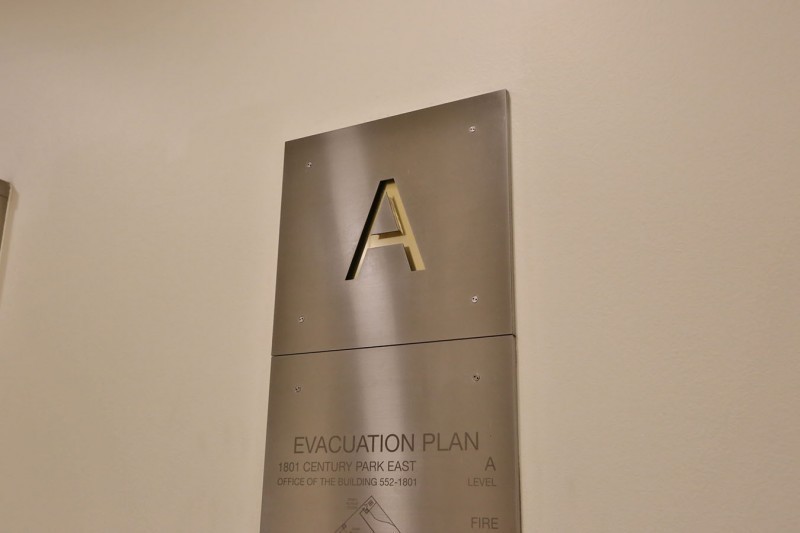 A
EVACUATION PLAN
1801 CENTURY PARK EAST
A
OFFICE OF THE BUILDING 552-1801
LEVEL
FIRE